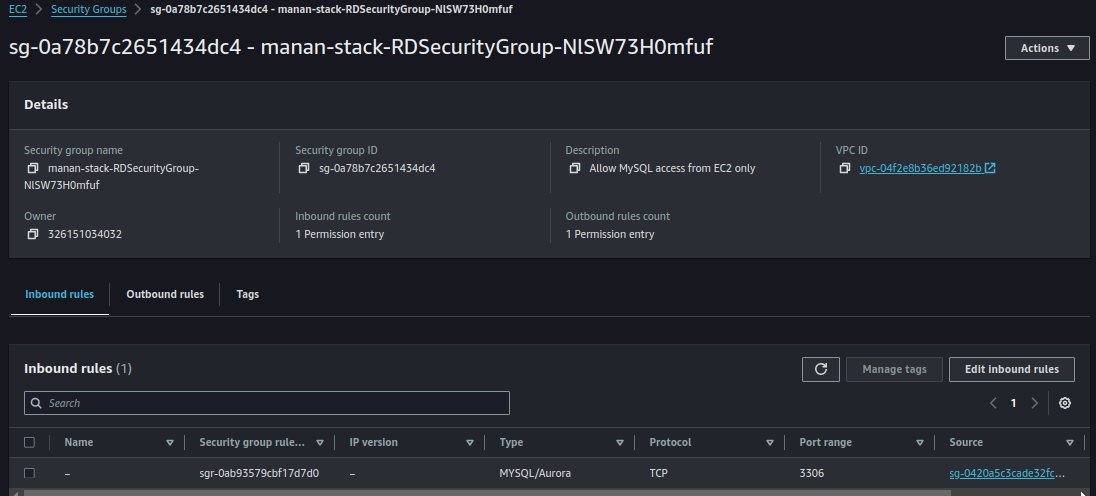 EC2 > Security Groups > sg-0a78b7c2651434dc4 - manan-stack-RDSecurityGroup-NlSW73H0mfuf
sg-0a78b7c2651434dc4 - manan-stack-RDSecurityGroup-NlSW73H0mfuf
Actions
Details
Security group name
manan-stack-RDSecurityGroup-
NlSW73H0mfuf
Security group ID
sg-0a78b7c2651434dc4
Description
Allow MySQL access from EC2 only
VPC ID
vpc-04f2e8b36ed92182b
Owner
326151034032
Inbound rules count
1 Permission entry
Outbound rules count
1 Permission entry
Inbound rules Outbound rules Tags
Inbound rules (1)
Manage tags
Edit inbound rules
Search
1
Name Security group rule... IP version Type Protocol Port range Source
– sgr-0ab93579cbf17d7d0 – MYSQL/Aurora TCP 3306 sg-0420a5c3cade32fc...